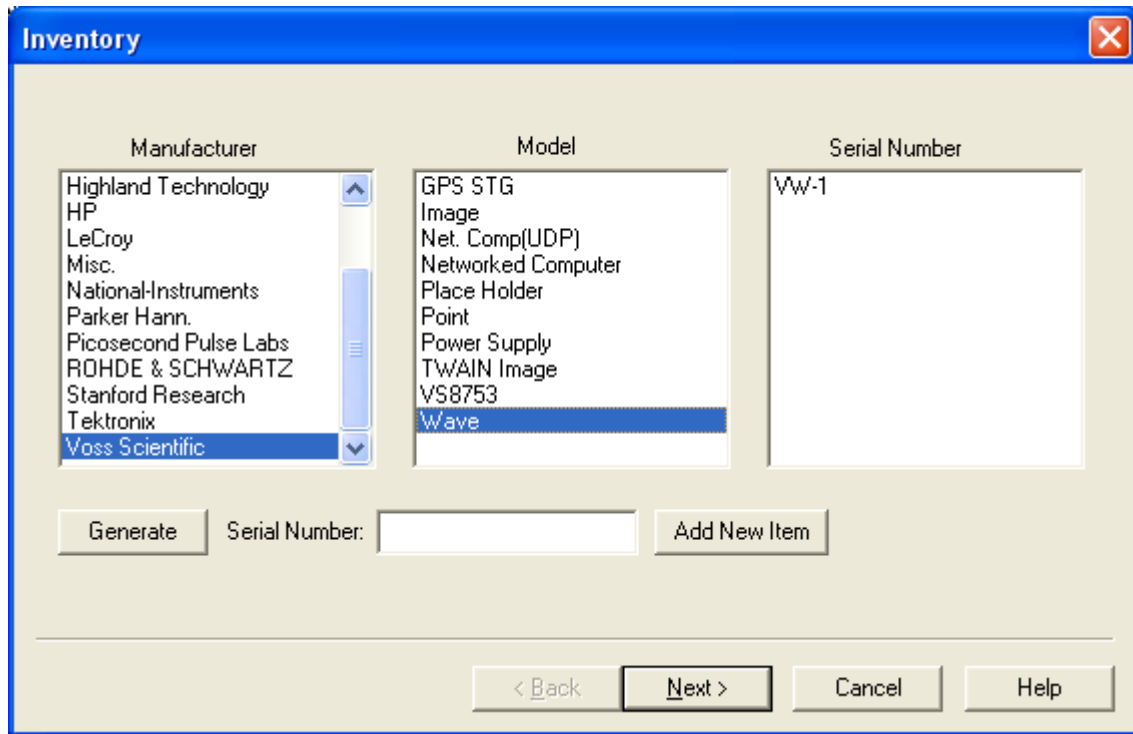 Inventory
Manufacturer
Model
Serial Number
Highland Technology
HP
LeCroy
Misc.
National-Instruments
Parker Hann.
Picosecond Pulse Labs
ROHDE & SCHWARTZ
Stanford Research
Tektronix
Voss Scientific
GPS STG
Image
Net. Comp(UDP)
Networked Computer
Place Holder
Point
Power Supply
TWAIN Image
VS8753
Wave
VW-1
Generate
Serial Number:
Add New Item
< Back
Next >
Cancel
Help